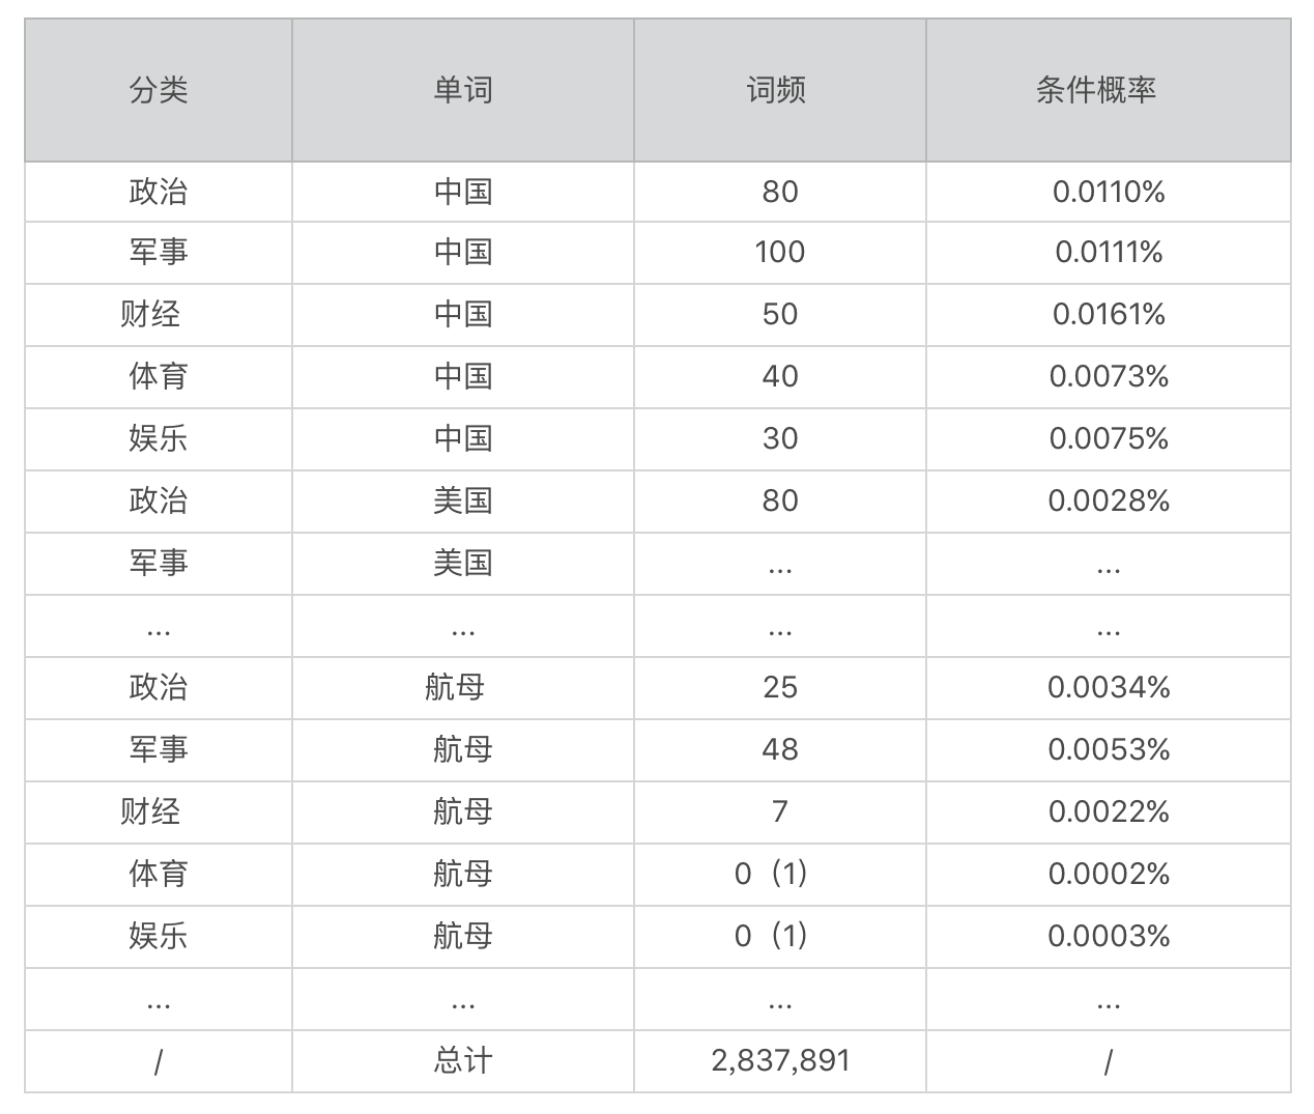 分类 单词 词频 条件概率
政治 中国 80 0.0110%
军事 中国 100 0.0111%
财经 中国 50 0.0161%
体育 中国 40 0.0073%
娱乐 中国 30 0.0075%
政治 美国 80 0.0028%
军事 美国 ... ...
... ... ... ...
政治 航母 25 0.0034%
军事 航母 48 0.0053%
财经 航母 7 0.0022%
体育 航母 0（1） 0.0002%
娱乐 航母 0（1） 0.0003%
... ... ... ...
/ 总计 2,837,891 /